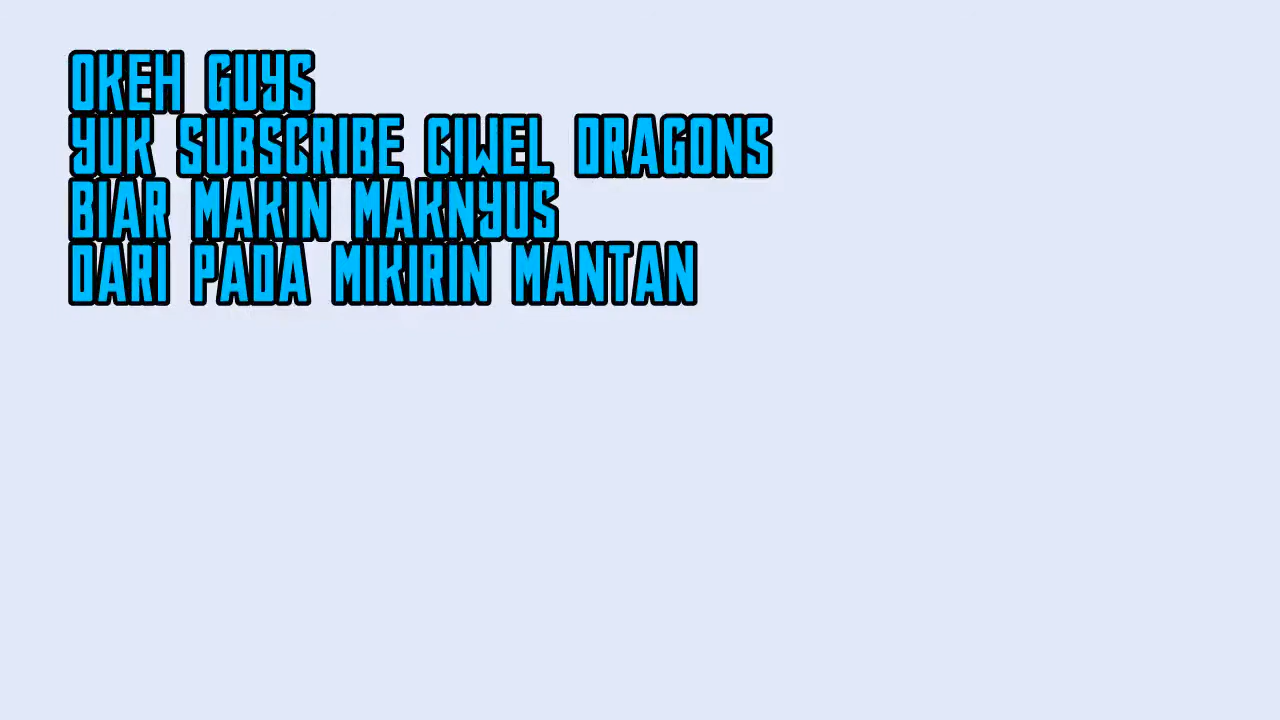 OKEH GUYS
YUK SUBSCRIBE CIWEL DRAGONS
BIAR MAKIN MAKNYUS
DARI PADA MIKIRIN MANTAN